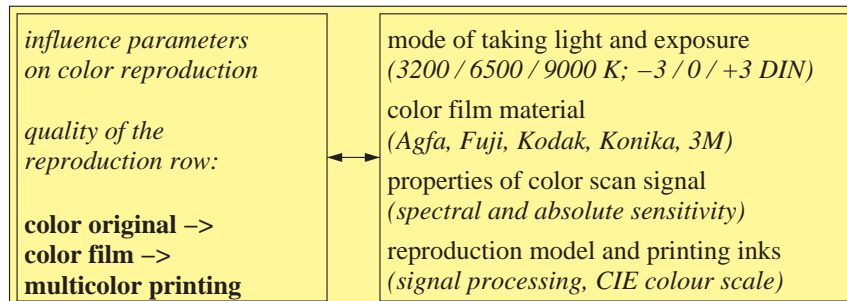 influence parameters
on color reproduction
quality of the
reproduction row:
color original −>
color film −>
multicolor printing
mode of taking light and exposure
(3200 / 6500 / 9000 K; −3 / 0 / +3 DIN)
color film material
(Agfa, Fuji, Kodak, Konika, 3M)
properties of color scan signal
(spectral and absolute sensitivity)
reproduction model and printing inks
(signal processing, CIE colour scale)